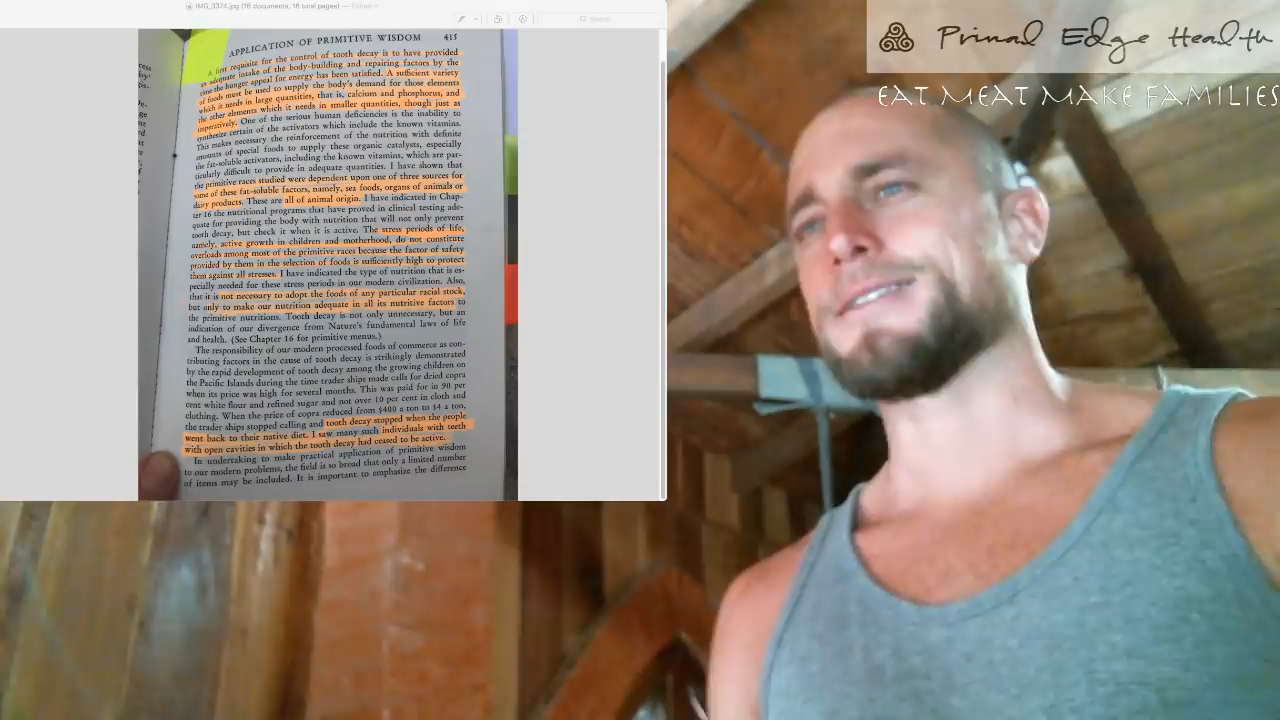 IMG_3374.jpg (16 documents, 16 total pages) — Edited
Search
Primal Edge Health
EAT MEAT MAKE FAMILIES
APPLICATION OF PRIMITIVE WISDOM 415
A first requisite for the control of tooth decay is to have provided
an adequate intake of the body-building and repairing factors by the
time the hunger appeal for energy has been satisfied. A sufficient variety
of foods must be used to supply the body's demand for those elements
which it needs in large quantities, that is, calcium and phosphorus, and
the other elements which it needs in smaller quantities, though just as
imperatively. One of the serious human deficiencies is the inability to
synthesize certain of the activators which include the known vitamins.
This makes necessary the reinforcement of the nutrition with definite
amounts of special foods to supply these organic catalysts, especially
the fat-soluble activators, including the known vitamins, which are par-
ticularly difficult to provide in adequate quantities. I have shown that
the primitive races studied were dependent upon one of three sources for
some of these fat-soluble factors, namely, sea foods, organs of animals or
dairy products. These are all of animal origin. I have indicated in Chap-
ter 16 the nutritional programs that have proved in clinical testing ade-
quate for providing the body with nutrition that will not only prevent
tooth decay, but check it when it is active. The stress periods of life,
namely, active growth in children and motherhood, do not constitute
overloads among most of the primitive races because the factor of safety
provided by them in the selection of foods is sufficiently high to protect
them against all stresses. I have indicated the type of nutrition that is es-
pecially needed for these stress periods in our modern civilization. Also,
that it is not necessary to adopt the foods of any particular racial stock,
but only to make our nutrition adequate in all its nutritive factors to
the primitive nutritions. Tooth decay is not only unnecessary, but an
indication of our divergence from Nature's fundamental laws of life
and health. (See Chapter 16 for primitive menus.)
The responsibility of our modern processed foods of commerce as con-
tributing factors in the cause of tooth decay is strikingly demonstrated
by the rapid development of tooth decay among the growing children on
the Pacific Islands during the time trader ships made calls for dried copra
when its price was high for several months. This was paid for in 90 per
cent white flour and refined sugar and not over 10 per cent in cloth and
clothing. When the price of copra reduced from $400 a ton to $4 a ton,
the trader ships stopped calling and tooth decay stopped when the people
went back to their native diet. I saw many such individuals with teeth
with open cavities in which the tooth decay had ceased to be active.
In undertaking to make practical application of primitive wisdom
to our modern problems, the field is so broad that only a limited number
of items may be included. It is important to emphasize the difference